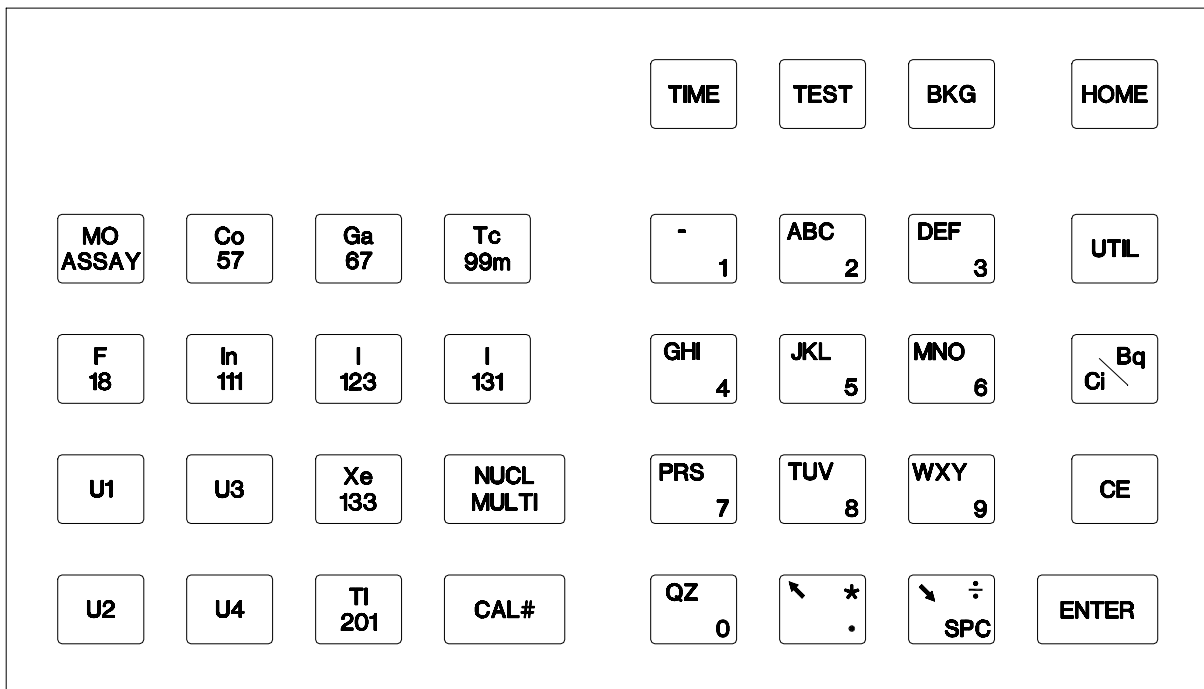 TIME
TEST
BKG
HOME
MO
ASSAY
Co
57
Ga
67
Tc
99m
-
1
ABC
2
DEF
3
UTIL
F
18
In
111
I
123
I
131
GHI
4
JKL
5
MNO
6
Ci \ Bq
U1
U3
Xe
133
NUCL
MULTI
PRS
7
TUV
8
WXY
9
CE
U2
U4
Tl
201
CAL#
QZ
0
↖ *
.
↘ ÷
SPC
ENTER